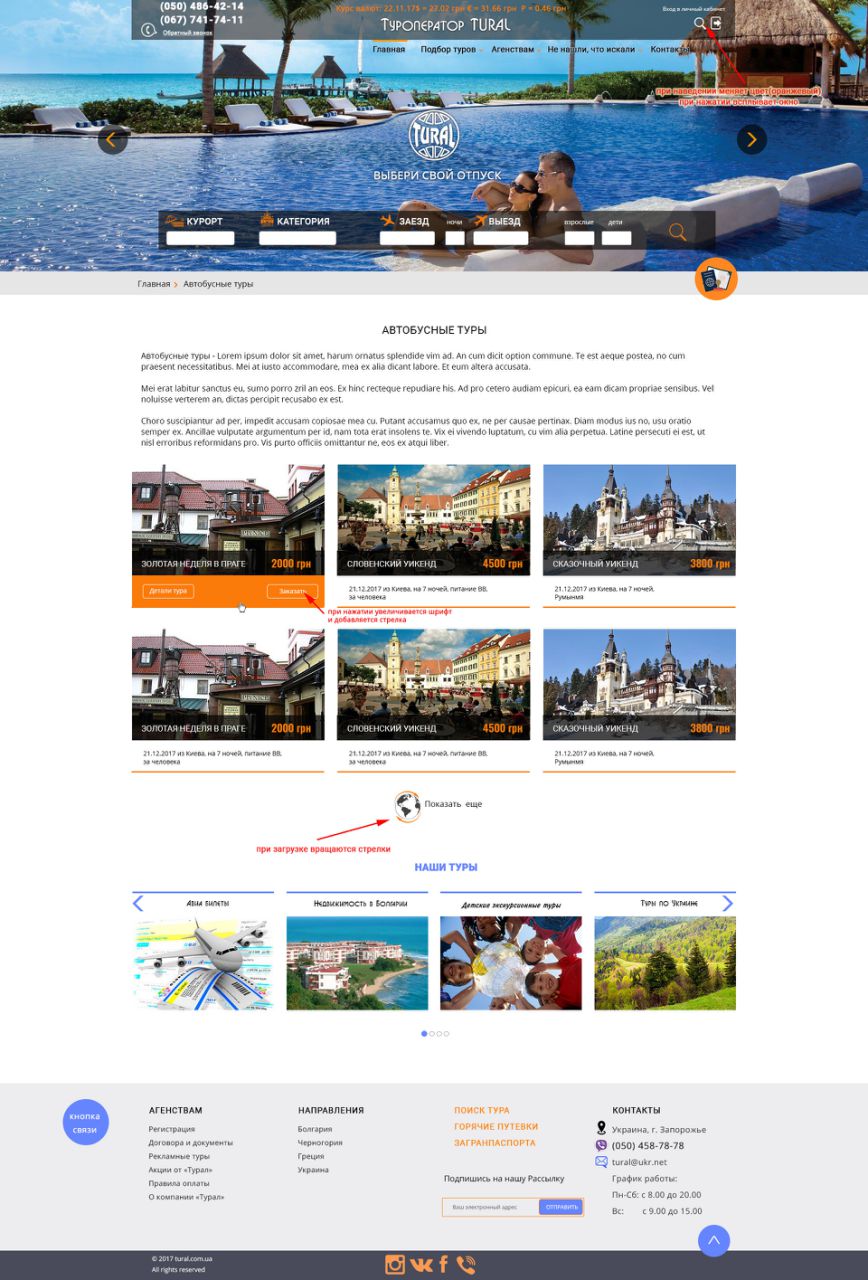 (050) 486-42-14
(067) 741-74-11
Обратный звонок
Курс валют: 22.11.17$ = 27.02 грн € = 31.66 грн Р = 0.46 грн
Туроператор TURAL
Вход в личный кабинет
Главная Подбор туров Агенствам Не нашли, что искали Контакты
при наведении меняет цвет(оранжевый)
при нажатии всплывает окно
TURAL
ВЫБЕРИ СВОЙ ОТПУСК
КУРОРТ КАТЕГОРИЯ ЗАЕЗД ночи ВЫЕЗД взрослые дети
Главная Автобусные туры
АВТОБУСНЫЕ ТУРЫ
Автобусные туры - Lorem ipsum dolor sit amet, harum ornatus splendide vim ad. An cum dicit option commune. Te est aeque postea, no cum
praesent necessitatibus. Mei at iusto accommodare, mea ex alia dicant labore. Et eum altera accusata.
Mei erat labitur sanctus eu, sumo porro zril an eos. Ex hinc recteque repudiare his. Ad pro cetero audiam epicuri, ea eam dicam propriae sensibus. Vel
noluisse verterem an, dictas percipit recusabo ex est.
Choro suscipiantur ad per, impedit accusam copiosae mea cu. Putant accusamus quo ex, ne per causae pertinax. Diam modus ius no, usu oratio
semper ex. Ancillae vulputate argumentum per id, nam tota erat insolens te. Vix ei vivendo luptatum, cu vim alia perpetua. Latine persecuti ei est, ut
nisl erroribus reformidans pro. Vis purto officiis omittantur ne, eos ex atqui liber.
ЗОЛОТАЯ НЕДЕЛЯ В ПРАГЕ 2000 грн
СЛОВЕНСКИЙ УИКЕНД 4500 грн
СКАЗОЧНЫЙ УИКЕНД 3800 грн
Детали тура Заказать
21.12.2017 из Киева, на 7 ночей, питание BB,
за человека
21.12.2017 из Киева, на 7 ночей,
Румынмя
при нажатии увеличивается шрифт
и добавляется стрелка
ЗОЛОТАЯ НЕДЕЛЯ В ПРАГЕ 2000 грн
СЛОВЕНСКИЙ УИКЕНД 4500 грн
СКАЗОЧНЫЙ УИКЕНД 3800 грн
21.12.2017 из Киева, на 7 ночей, питание BB,
за человека
21.12.2017 из Киева, на 7 ночей, питание BB,
за человека
21.12.2017 из Киева, на 7 ночей,
Румынмя
Показать еще
при загрузке вращаются стрелки
НАШИ ТУРЫ
Авиа билеты
Недвижимость в Болгарии
Детские экскурсионные туры
Туры по Украине
кнопка
связи
АГЕНСТВАМ
Регистрация
Договора и документы
Рекламные туры
Акции от «Турал»
Правила оплаты
О компании «Турал»
НАПРАВЛЕНИЯ
Болгария
Черногория
Греция
Украина
ПОИСК ТУРА
ГОРЯЧИЕ ПУТЕВКИ
ЗАГРАНПАСПОРТА
Подпишись на нашу Рассылку
Ваш электронный адрес ОТПРАВИТЬ
КОНТАКТЫ
Украина, г. Запорожье
(050) 458-78-78
tural@ukr.net
График работы:
Пн-Сб: с 8.00 до 20.00
Вс: с 9.00 до 15.00
© 2017 tural.com.ua
All rights reserved